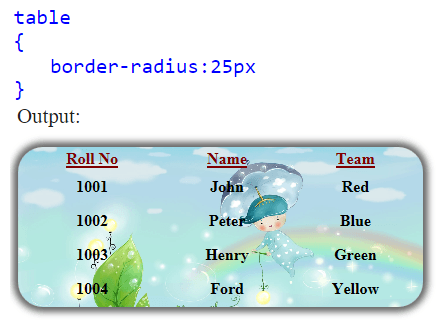 table
{
border-radius:25px
}
Output:
Roll No Name Team
1001 John Red
1002 Peter Blue
1003 Henry Green
1004 Ford Yellow